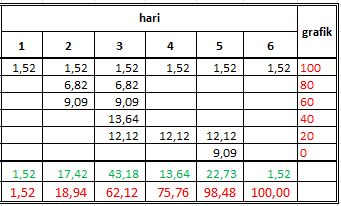 hari grafik
1 2 3 4 5 6
1,52 1,52 1,52 1,52 1,52 1,52 100
6,82 6,82 80
9,09 9,09 60
13,64 40
12,12 12,12 12,12 20
9,09 0
1,52 17,42 43,18 13,64 22,73 1,52
1,52 18,94 62,12 75,76 98,48 100,00